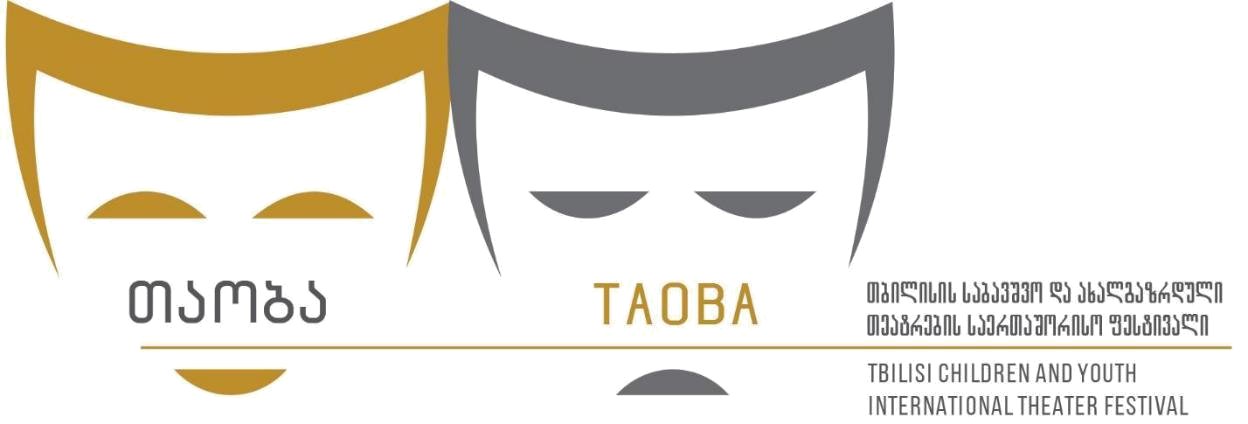 თაობა
TAOBA
თბილისის საბავშვო და ახალგაზრდული
თეატრების საერთაშორისო ფესტივალი
TBILISI CHILDREN AND YOUTH
INTERNATIONAL THEATER FESTIVAL